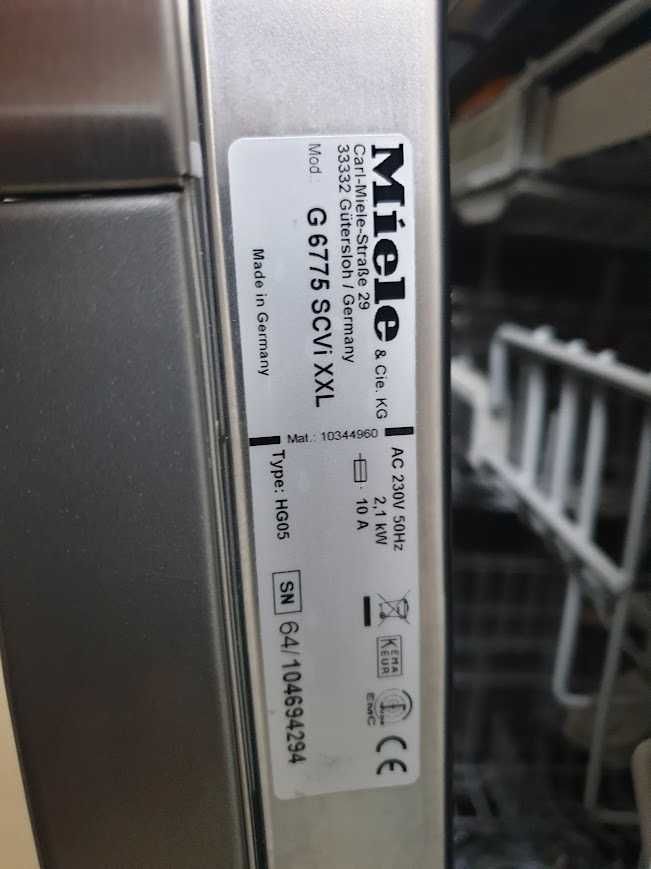 Miele & Cie. KG
Carl-Miele-Straße 29
33332 Gütersloh / Germany
Mod.: G 6775 SCVi XXL
Made in Germany
Mat.: 10344960
AC 230V 50Hz
2,1 kW
10 A
Type: HG05
SN 64/104694294
KEMA
KEUR
EMC
CE